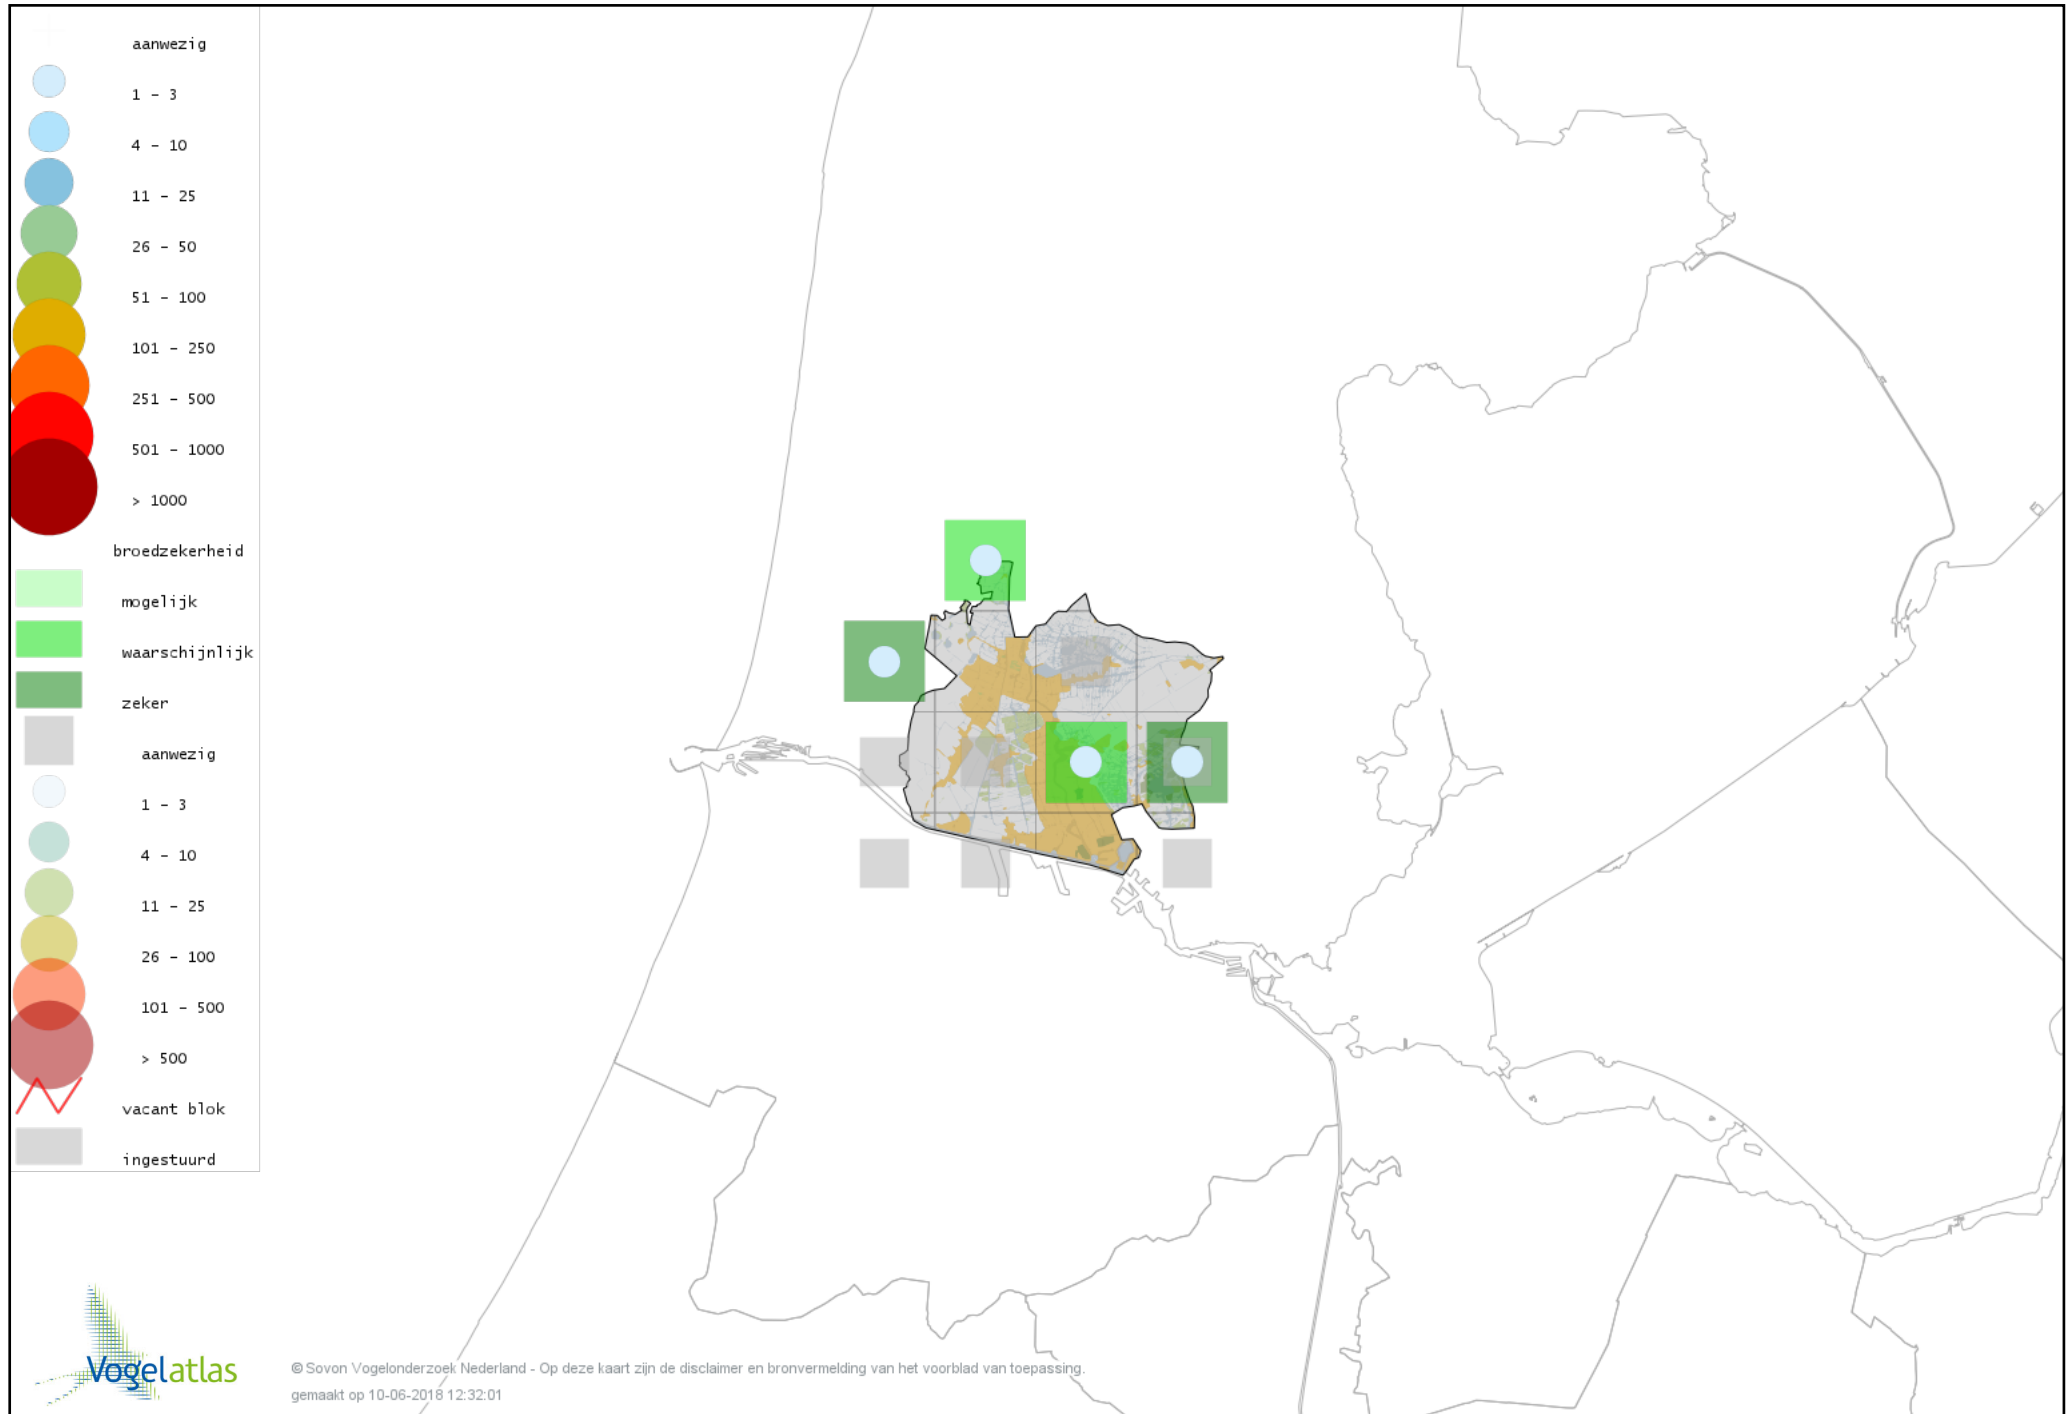 aanwezig
1 - 3
4 - 10
11 - 25
26 - 50
51 - 100
101 - 250
251 - 500
501 - 1000
> 1000
broedzekerheid
mogelijk
waarschijnlijk
zeker
aanwezig
1 - 3
4 - 10
11 - 25
26 - 100
101 - 500
> 500
vacant blok
ingestuurd
Vogelatlas
© Sovon Vogelonderzoek Nederland - Op deze kaart zijn de disclaimer en bronvermelding van het voorblad van toepassing.
gemaakt op 10-06-2018 12:32:01